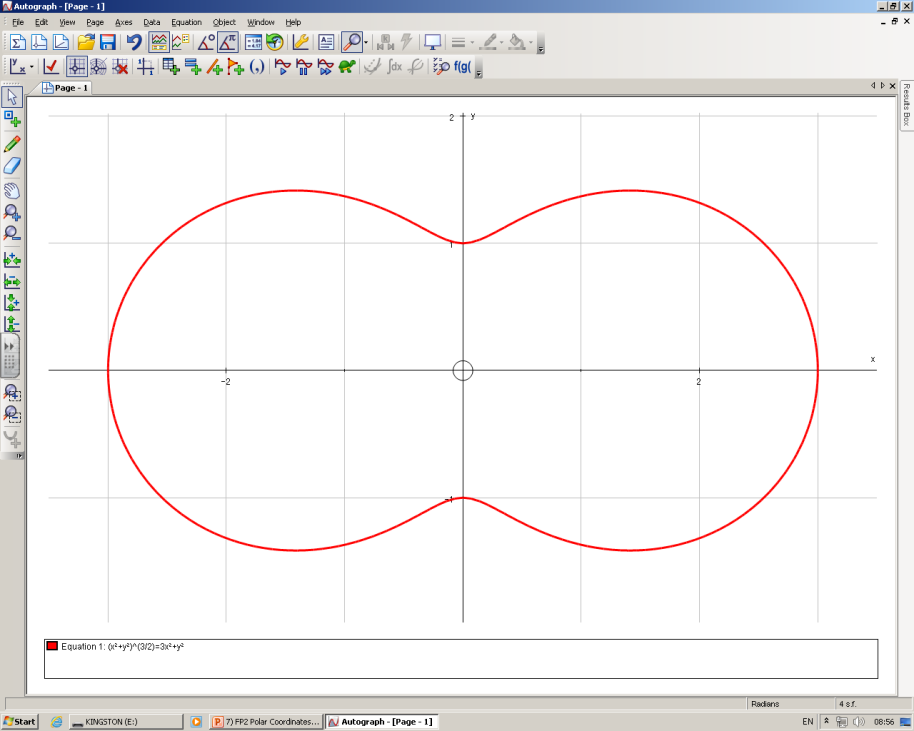 Autograph - [Page - 1]
File Edit View Page Axes Data Equation Object Window Help
f(g(
Page - 1
Results Box
2 y
1
x
-2 2
-1
Equation 1: (x²+y²)^(3/2)=3x²+y²
Radians 4 s.f.
Start KINGSTON (E:) 7) FP2 Polar Coordinates... Autograph - [Page - 1] EN 08:56